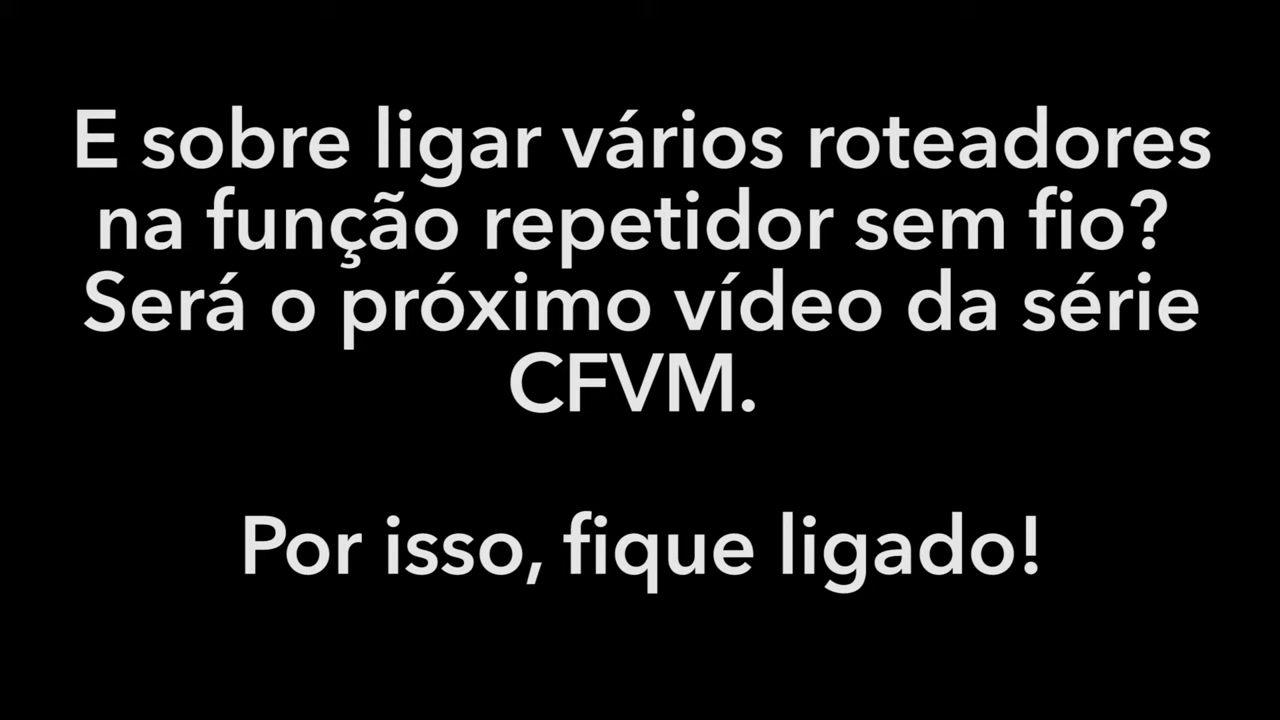 E sobre ligar vários roteadores
na função repetidor sem fio?
Será o próximo vídeo da série
CFVM.
Por isso, fique ligado!